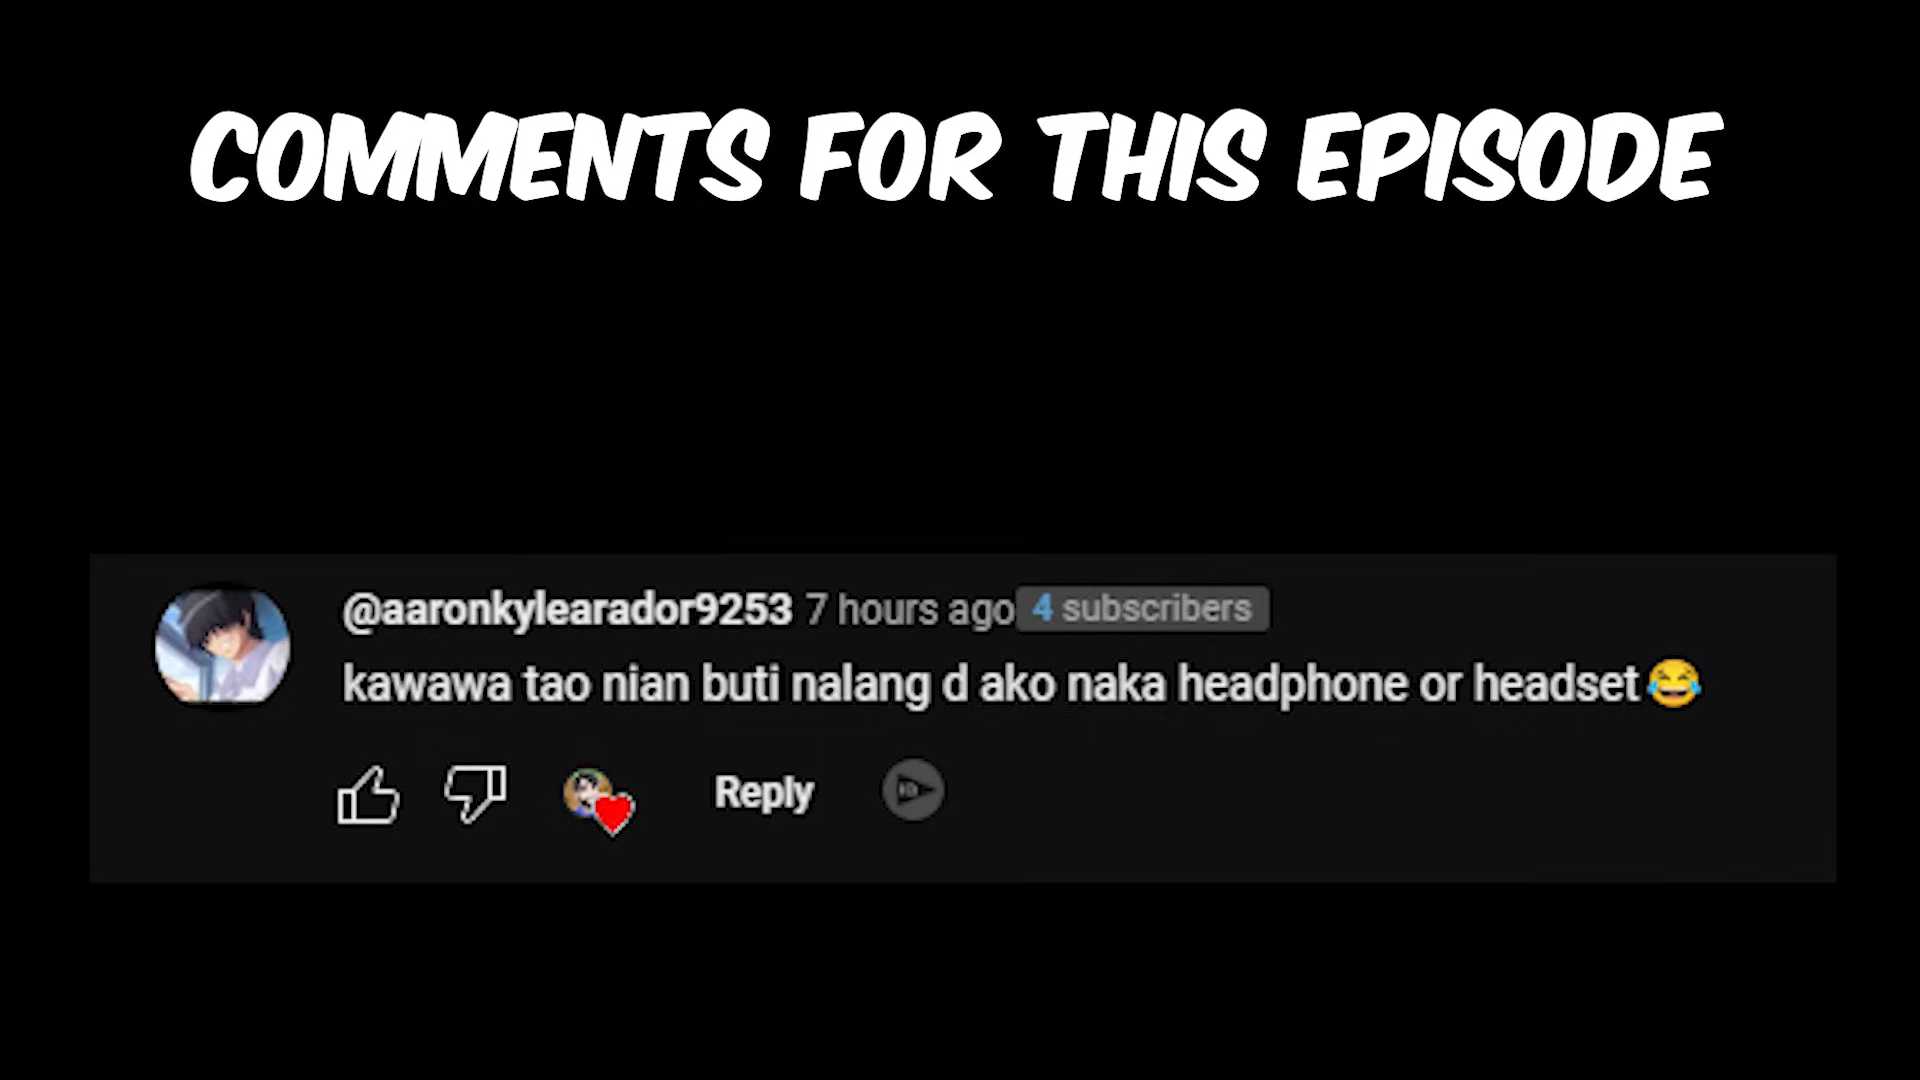 COMMENTS FOR THIS EPISODE
@aaronkylearador9253 7 hours ago 4 subscribers
kawawa tao nian buti nalang d ako naka headphone or headset😂
Reply